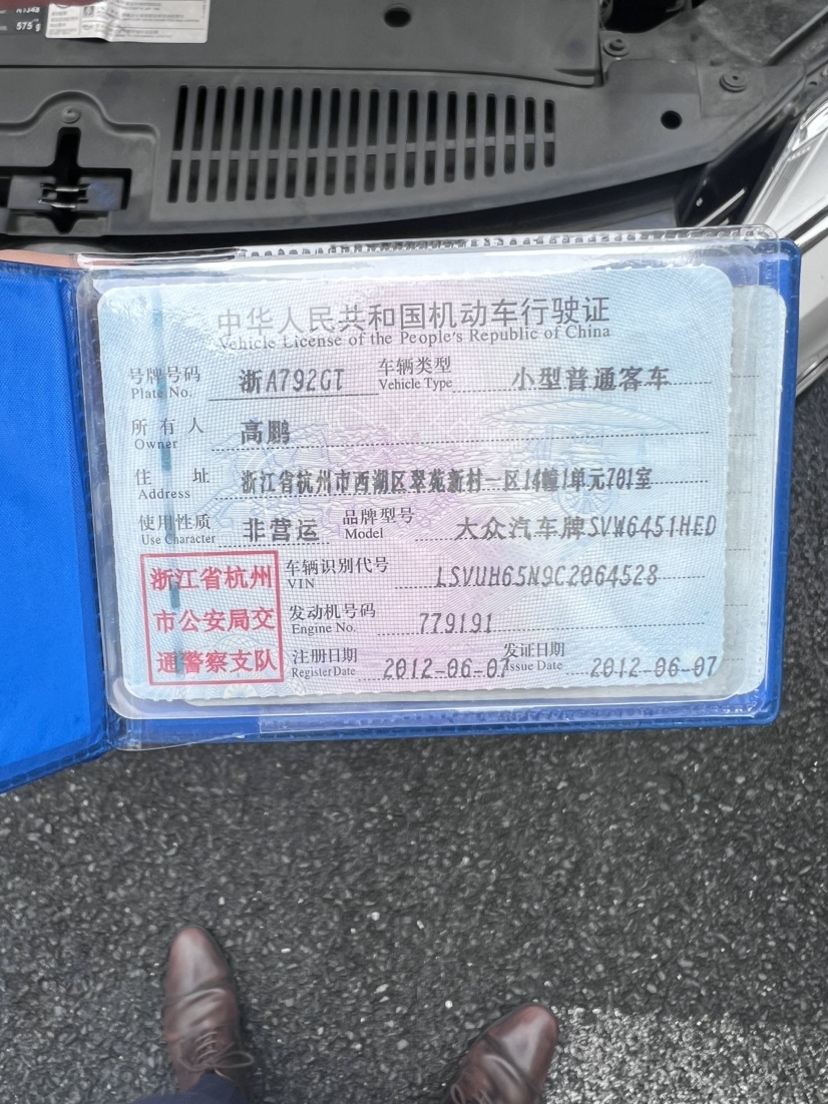 575 g
中华人民共和国机动车行驶证
Vehicle License of the People's Republic of China
号牌号码 浙A792GT 车辆类型 小型普通客车
Plate No. Vehicle Type
所有人 高鹏
Owner
住址 浙江省杭州市西湖区翠苑新村一区14幢1单元701室
Address
使用性质 非营运 品牌型号 大众汽车牌SVW6451HED
Use Character Model
浙江省杭州
市公安局交
通警察支队
车辆识别代号 LSVUH65N9C2064528
VIN
发动机号码 779191
Engine No.
注册日期 2012-06-07 发证日期 2012-06-07
Register Date Issue Date